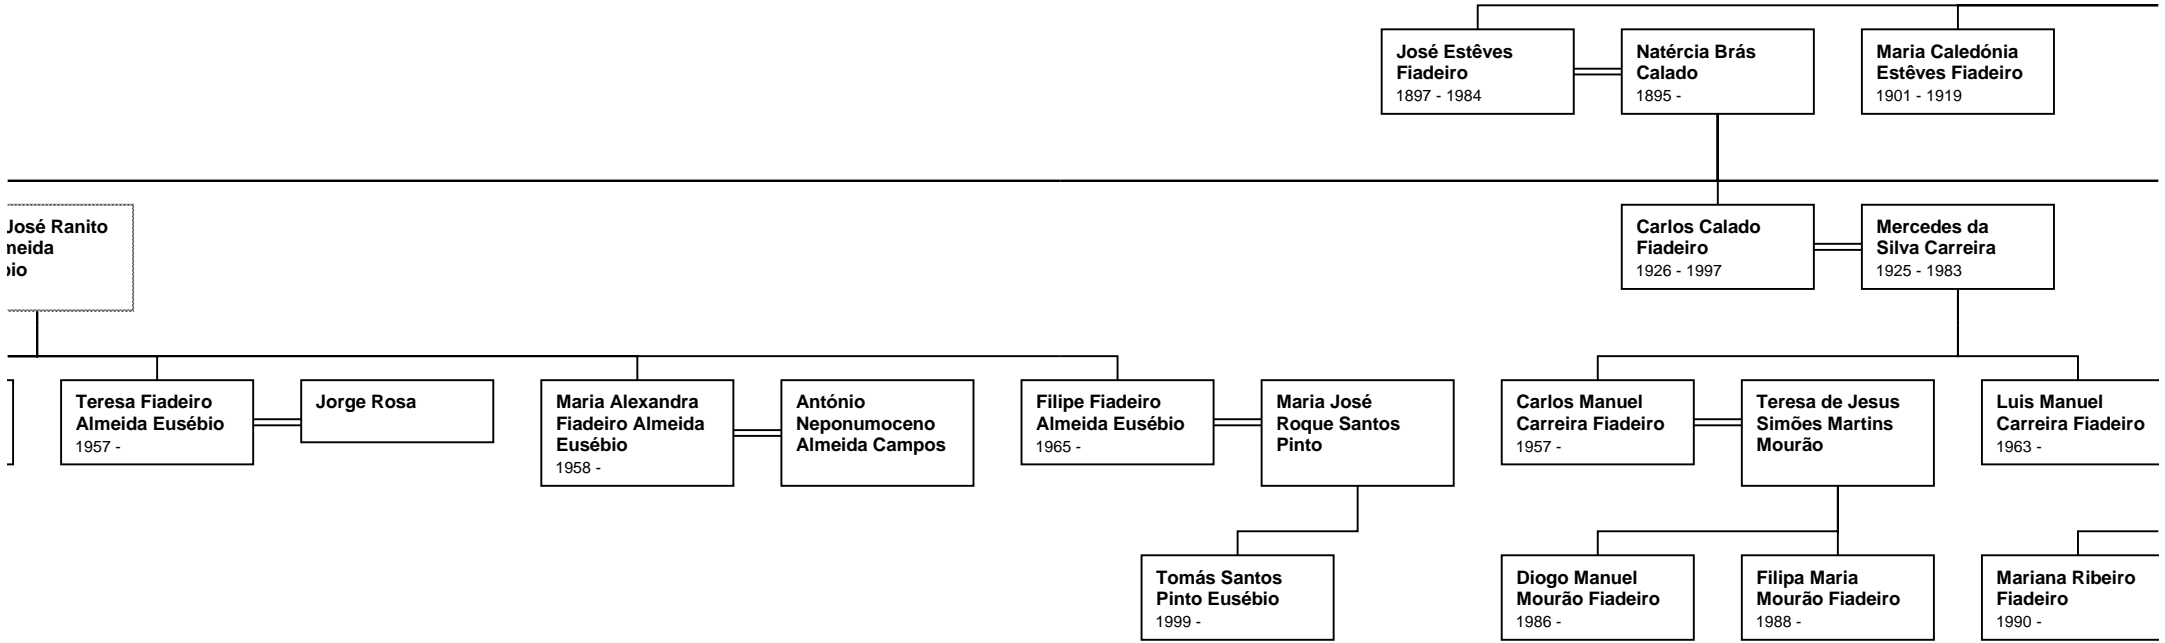 José Estêves
Fiadeiro
1897 - 1984
Natércia Brás
Calado
1895 -
Maria Caledónia
Estêves Fiadeiro
1901 - 1919
José Ranito
Carlos Calado
Fiadeiro
1926 - 1997
Mercedes da
Silva Carreira
1925 - 1983
Teresa Fiadeiro
Almeida Eusébio
1957 -
Jorge Rosa
Maria Alexandra
Fiadeiro Almeida
Eusébio
1958 -
António
Neponumoceno
Almeida Campos
Filipe Fiadeiro
Almeida Eusébio
1965 -
Maria José
Roque Santos
Pinto
Carlos Manuel
Carreira Fiadeiro
1957 -
Teresa de Jesus
Simões Martins
Mourão
Luis Manuel
Carreira Fiadeiro
1963 -
Tomás Santos
Pinto Eusébio
1999 -
Diogo Manuel
Mourão Fiadeiro
1986 -
Filipa Maria
Mourão Fiadeiro
1988 -
Mariana Ribeiro
Fiadeiro
1990 -